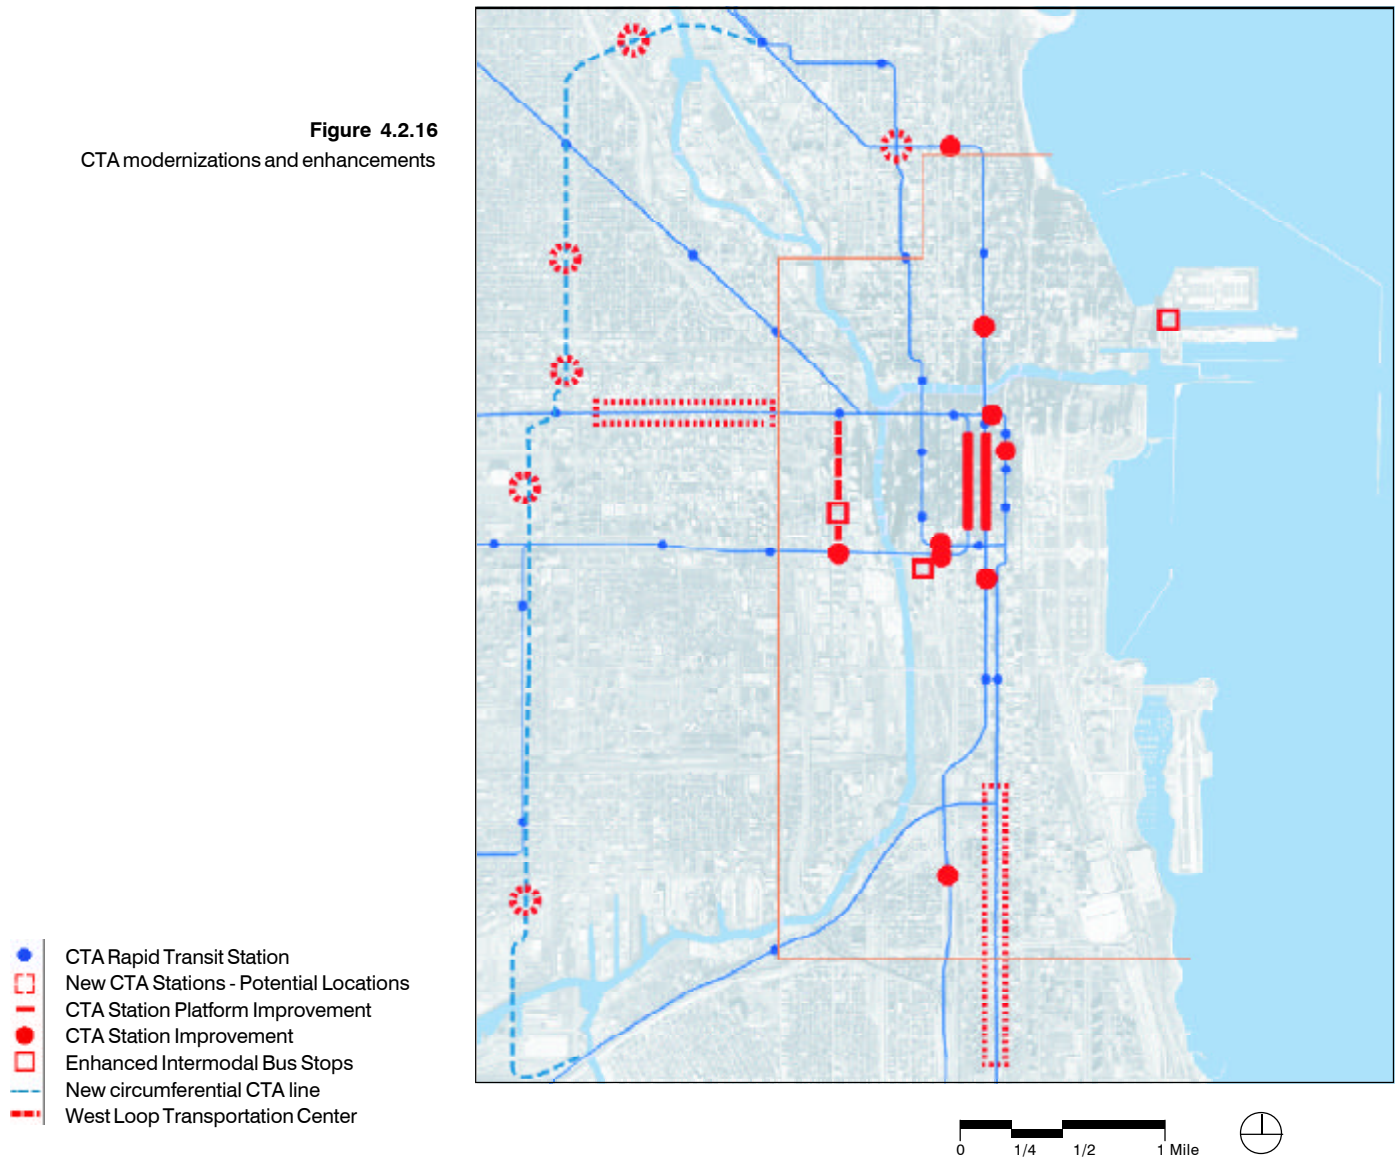 Figure 4.2.16
CTA modernizations and enhancements
CTA Rapid Transit Station
New CTA Stations - Potential Locations
CTA Station Platform Improvement
CTA Station Improvement
Enhanced Intermodal Bus Stops
New circumferential CTA line
West Loop Transportation Center
0 1/4 1/2 1 Mile